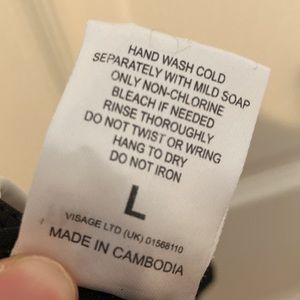 HAND WASH COLD
SEPARATELY WITH MILD SOAP
ONLY NON-CHLORINE
BLEACH IF NEEDED
RINSE THOROUGHLY
DO NOT TWIST OR WRING
HANG TO DRY
DO NOT IRON
L
VISAGE LTD (UK) 01568110
MADE IN CAMBODIA